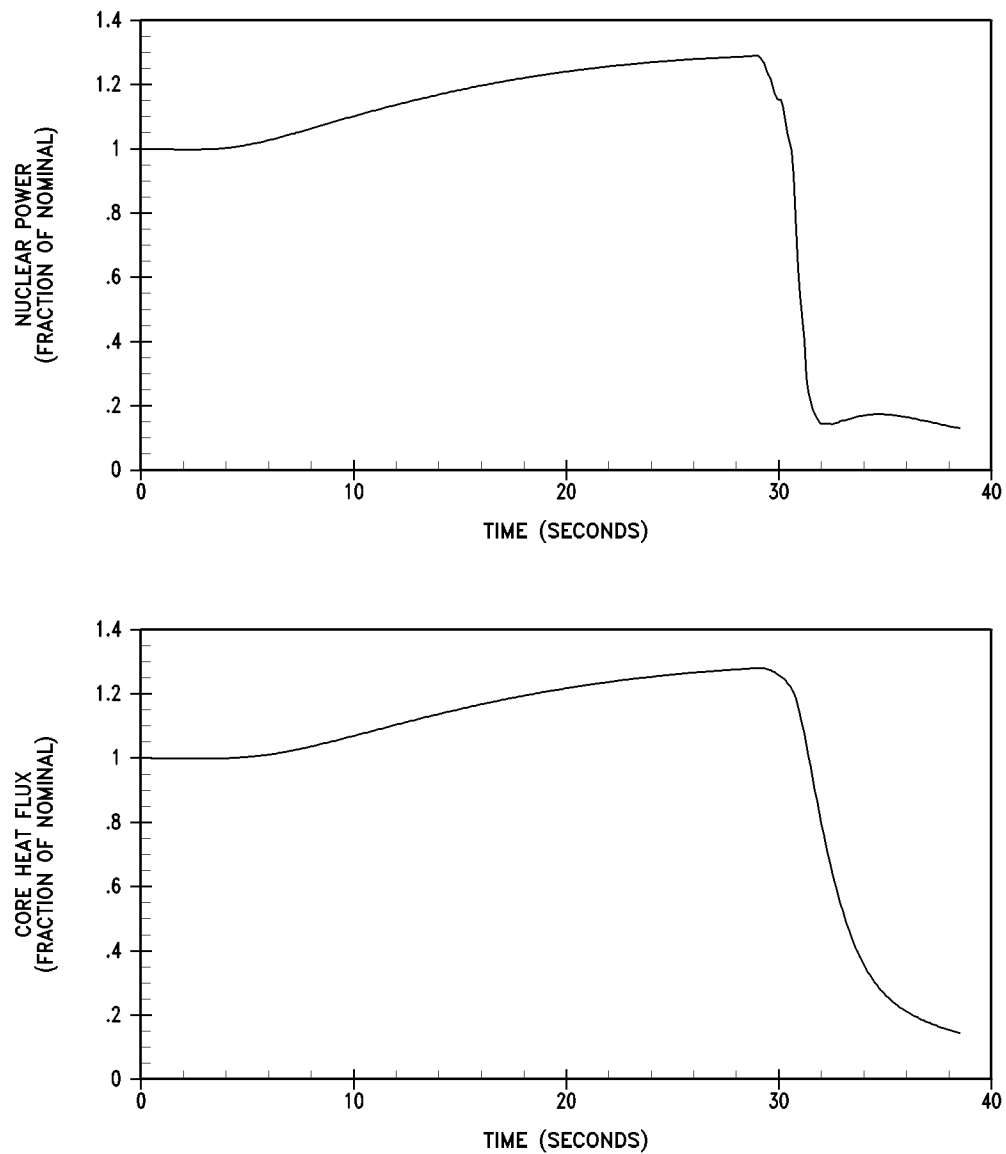 1.4
1.2
1
.8
.6
.4
.2
0
NUCLEAR POWER
(FRACTION OF NOMINAL)
0 10 20 30 40
TIME (SECONDS)
1.4
1.2
1
.8
.6
.4
.2
0
CORE HEAT FLUX
(FRACTION OF NOMINAL)
0 10 20 30 40
TIME (SECONDS)